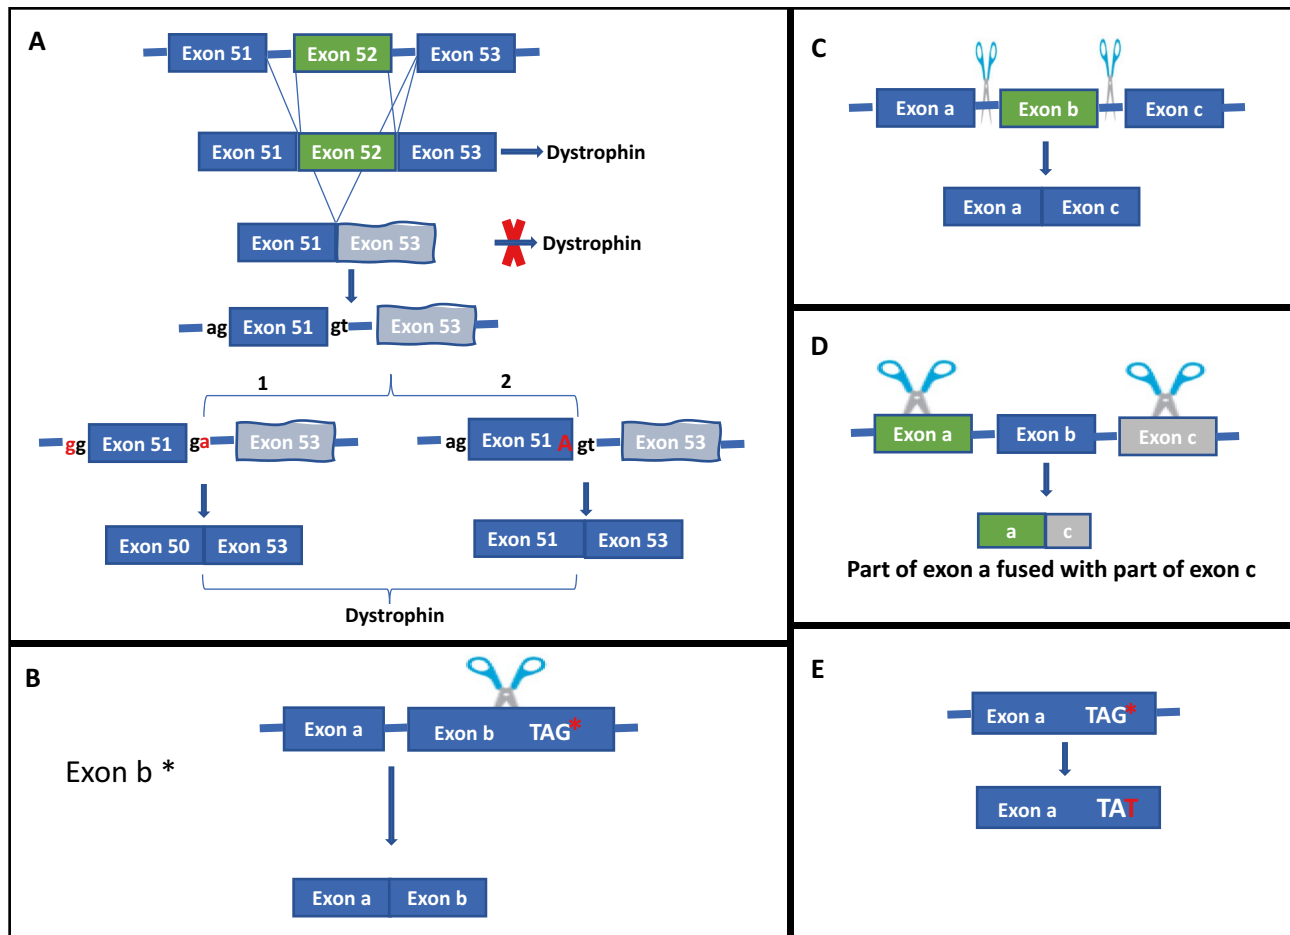 A
Exon 51 Exon 52 Exon 53
Exon 51 Exon 52 Exon 53 Dystrophin
Exon 51 Exon 53 Dystrophin
ag Exon 51 gt Exon 53
1 2
gg Exon 51 ga Exon 53 ag Exon 51 A gt Exon 53
Exon 50 Exon 53 Exon 51 Exon 53
Dystrophin
B
Exon a Exon b TAG*
Exon b *
Exon a Exon b
C
Exon a Exon b Exon c
Exon a Exon c
D
Exon a Exon b Exon c
a c
Part of exon a fused with part of exon c
E
Exon a TAG*
Exon a TAT